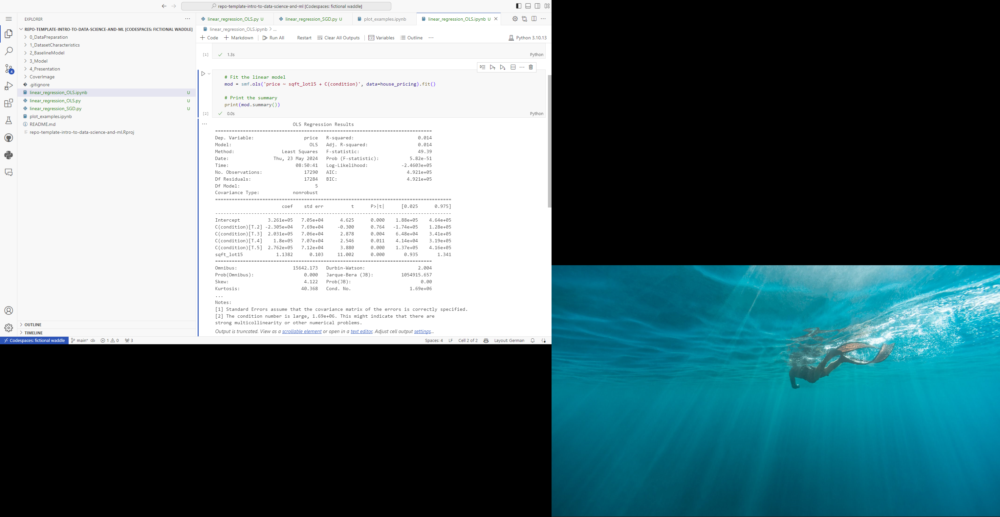 repo-template-intro-to-data-science-and-ml [Codespaces: fictional waddle]
EXPLORER
REPO-TEMPLATE-INTRO-TO-DATA-SCIENCE-AND-ML [CODESPACES: FICTIONAL WADDLE]
0_DataPreparation
1_DatasetCharacteristics
2_BaselineModel
3_Model
4_Presentation
CoverImage
.gitignore
linear_regression_OLS.ipynb U
linear_regression_OLS.py U
linear_regression_SGD.py U
plot_examples.ipynb
README.md
repo-template-intro-to-data-science-and-ml.Rproj
4
OUTLINE
TIMELINE
linear_regression_OLS.py U linear_regression_SGD.py U plot_examples.ipynb linear_regression_OLS.ipynb U
linear_regression_OLS.ipynb > ...
+ Code + Markdown Run All Restart Clear All Outputs Variables Outline ... Python 3.10.13
[1] 1.3s Python
# Fit the linear model
mod = smf.ols('price ~ sqft_lot15 + C(condition)', data=house_pricing).fit()
# Print the summary
print(mod.summary())
[2] 0.0s Python
OLS Regression Results
==============================================================================
Dep. Variable: price R-squared: 0.014
Model: OLS Adj. R-squared: 0.014
Method: Least Squares F-statistic: 49.39
Date: Thu, 23 May 2024 Prob (F-statistic): 5.82e-51
Time: 08:50:41 Log-Likelihood: -2.4603e+05
No. Observations: 17290 AIC: 4.921e+05
Df Residuals: 17284 BIC: 4.921e+05
Df Model: 5
Covariance Type: nonrobust
=====================================================================================
coef std err t P>|t| [0.025 0.975]
-------------------------------------------------------------------------------------
Intercept 3.261e+05 7.05e+04 4.625 0.000 1.88e+05 4.64e+05
C(condition)[T.2] -2.305e+04 7.69e+04 -0.300 0.764 -1.74e+05 1.28e+05
C(condition)[T.3] 2.031e+05 7.06e+04 2.878 0.004 6.48e+04 3.41e+05
C(condition)[T.4] 1.8e+05 7.07e+04 2.546 0.011 4.14e+04 3.19e+05
C(condition)[T.5] 2.762e+05 7.12e+04 3.880 0.000 1.37e+05 4.16e+05
sqft_lot15 1.1382 0.103 11.002 0.000 0.935 1.341
==============================================================================
Omnibus: 15642.173 Durbin-Watson: 2.004
Prob(Omnibus): 0.000 Jarque-Bera (JB): 1054915.657
Skew: 4.122 Prob(JB): 0.00
Kurtosis: 40.368 Cond. No. 1.69e+06
...
Notes:
[1] Standard Errors assume that the covariance matrix of the errors is correctly specified.
[2] The condition number is large, 1.69e+06. This might indicate that there are
strong multicollinearity or other numerical problems.
Output is truncated. View as a scrollable element or open in a text editor. Adjust cell output settings...
Codespaces: fictional waddle main* 1 0 3 Spaces: 4 LF Cell 2 of 2 Layout: German